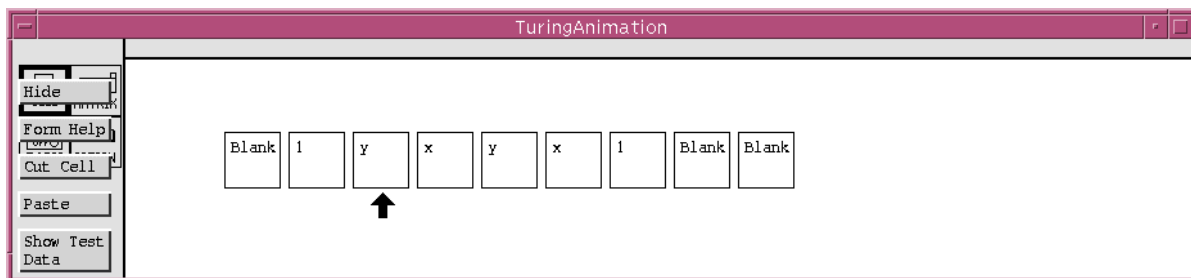 TuringAnimation
Hide
Form Help
Cut Cell
Paste
Show Test
Data
Blank 1 y x y x 1 Blank Blank